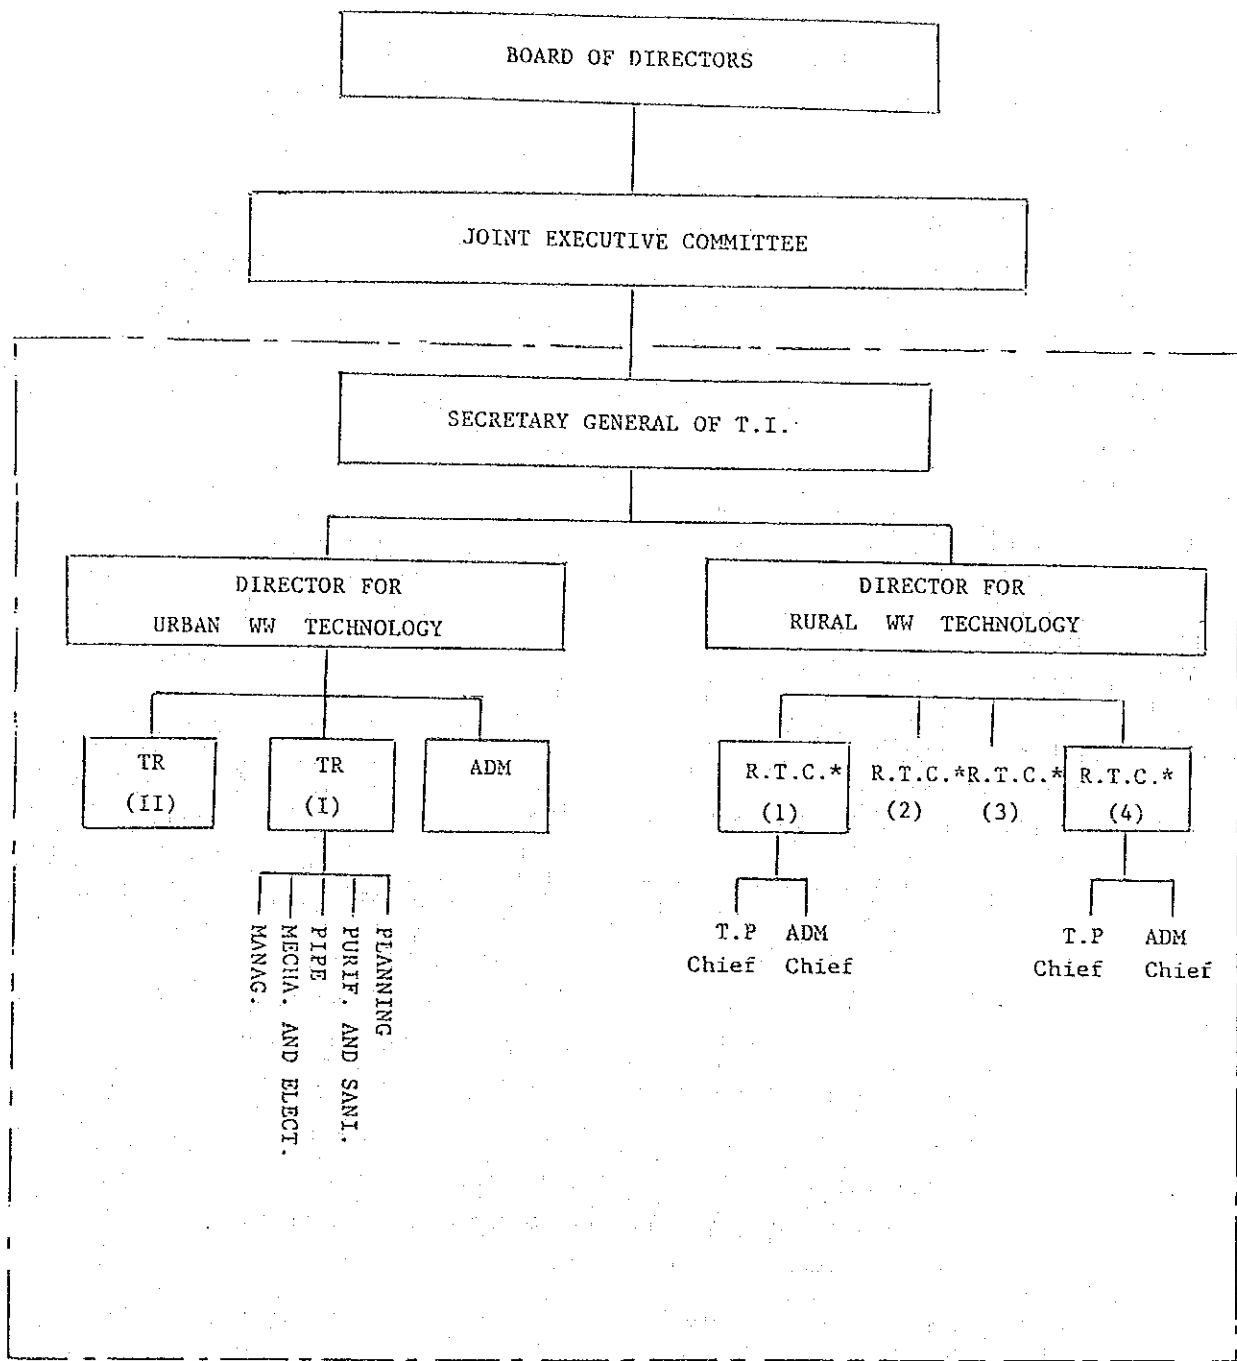 BOARD OF DIRECTORS
JOINT EXECUTIVE COMMITTEE
SECRETARY GENERAL OF T.I.
DIRECTOR FOR
URBAN WW TECHNOLOGY
DIRECTOR FOR
RURAL WW TECHNOLOGY
TR
(II)
TR
(I)
ADM
R.T.C.*
(1)
R.T.C.*
(2)
R.T.C.*
(3)
R.T.C.*
(4)
MANAG.
MECHA. AND ELECT.
PIPE
PURIF. AND SANI.
PLANNING
T.P
Chief
ADM
Chief
T.P
Chief
ADM
Chief